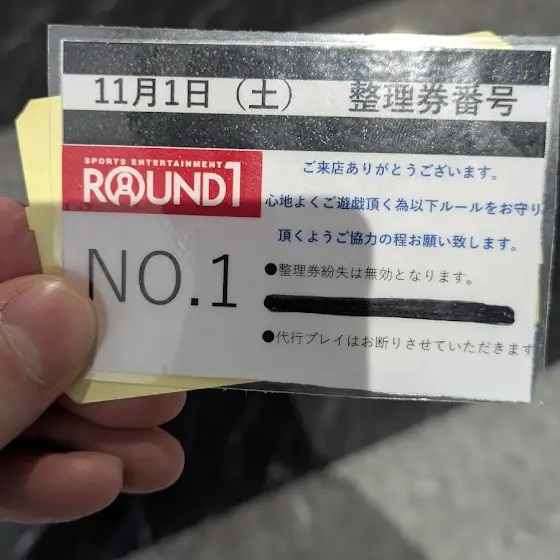 11月1日（土） 整理券番号
SPORTS ENTERTAINMENT
ROUND1
ご来店ありがとうございます。
心地よくご遊戯頂く為以下ルールをお守り
頂くようご協力の程お願い致します。
NO.1
●整理券紛失は無効となります。
●代行プレイはお断りさせていただきます